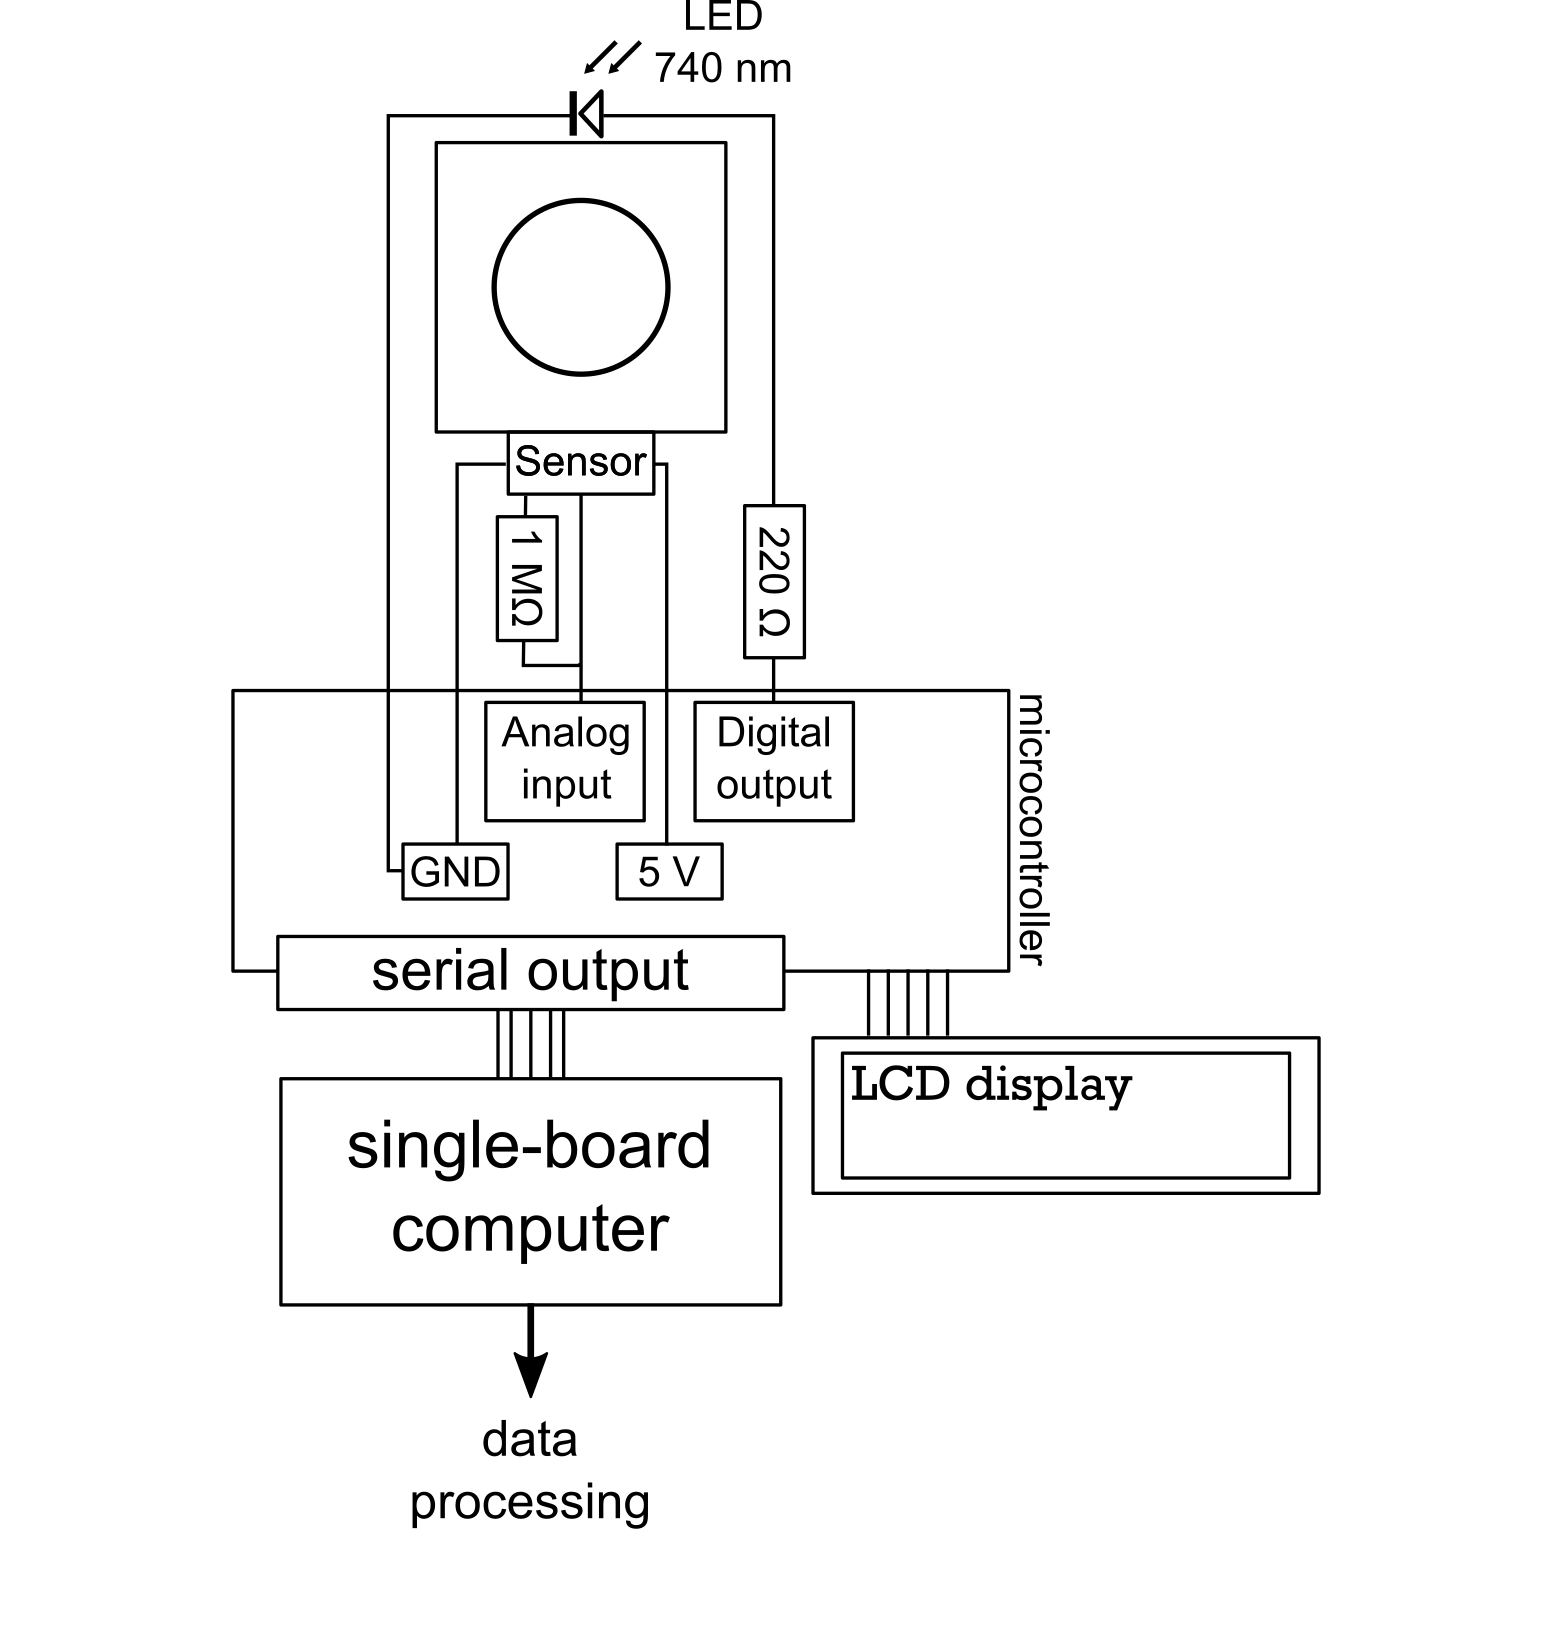 LED
740 nm
Sensor
1 MΩ
220 Ω
Analog
input
Digital
output
microcontroller
GND
5 V
serial output
LCD display
single-board
computer
data
processing